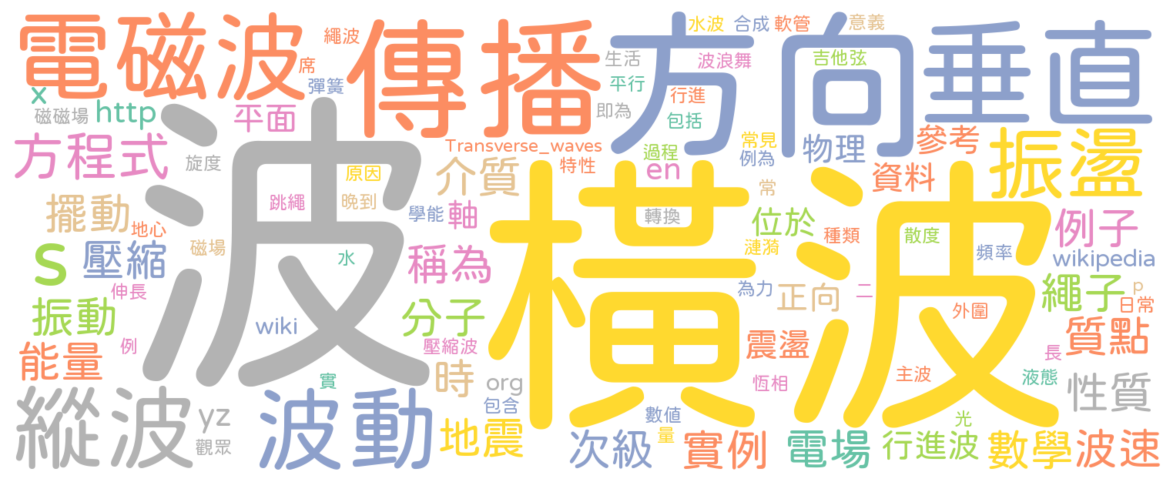 電磁波
繩波
席
彈簧
傳播
生活
平行
即為
方向
水波
合成
軟管
意義
波浪舞
吉他弦
行進
包括
垂直
x
磁磁場
http
平面
Transverse_waves
特性
過程
en
常見
例為
物理
參考
資料
振盪
方程式
旋度
波
原因
跳繩
晚到
介質
學能
軸
橫波
轉換
常
位於
漣漪
種類
散度
頻率
例子
wikipedia
擺動
地心
磁場
水
s
壓縮
伸長
稱為
為力
正向
二
外圍
繩子
p
日常
振動
例
wiki
分子
壓縮波
震盪
質點
長
能量
實
時
org
包含
恆相
主波
液態
性質
縱波
yz
觀眾
波動
地震
數值
量
次級
實例
電場
光
行進波
數學
波速